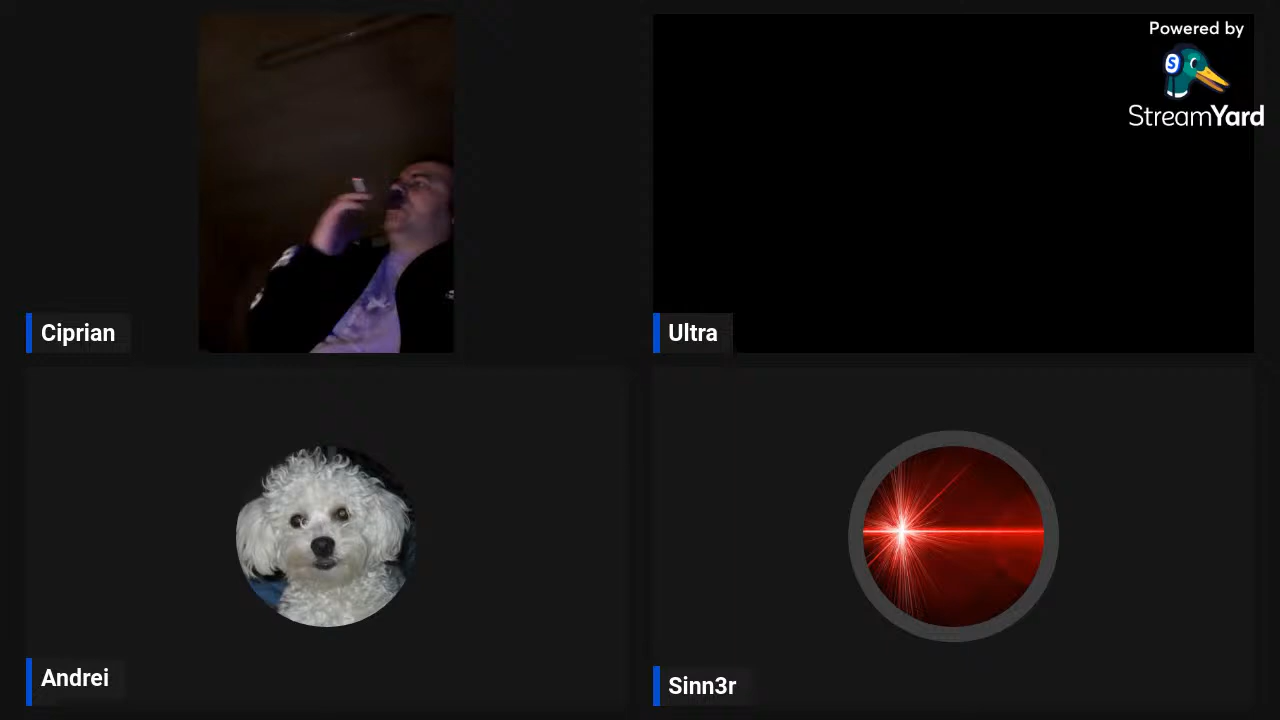 Powered by
S
StreamYard
Ciprian
Ultra
Andrei
Sinn3r